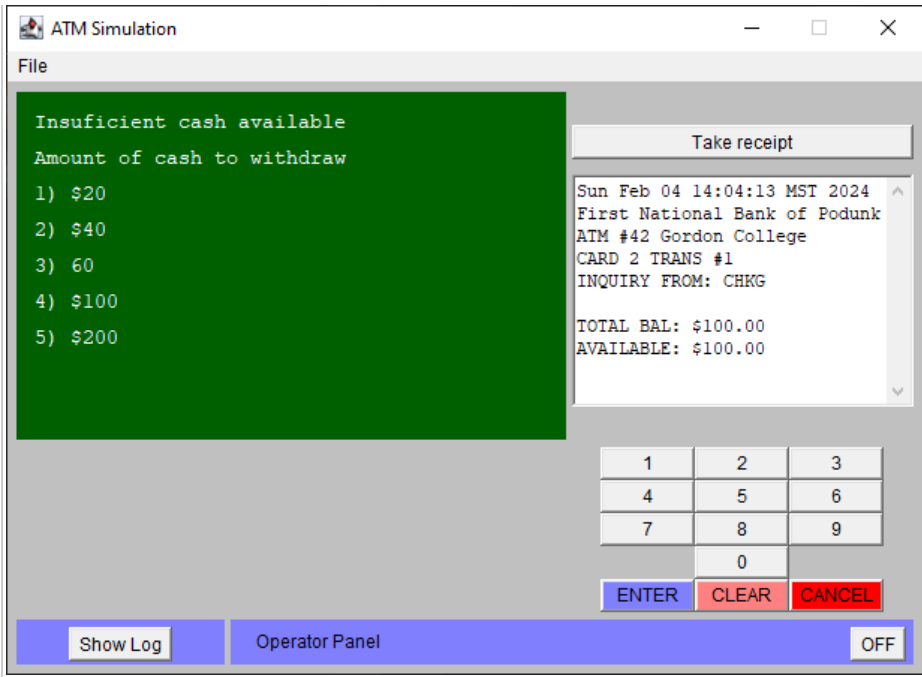 ATM Simulation
File
Insuficient cash available
Amount of cash to withdraw
1) $20
2) $40
3) 60
4) $100
5) $200
Take receipt
Sun Feb 04 14:04:13 MST 2024
First National Bank of Podunk
ATM #42 Gordon College
CARD 2 TRANS #1
INQUIRY FROM: CHKG
TOTAL BAL: $100.00
AVAILABLE: $100.00
1 2 3
4 5 6
7 8 9
0
ENTER CLEAR CANCEL
Show Log Operator Panel OFF